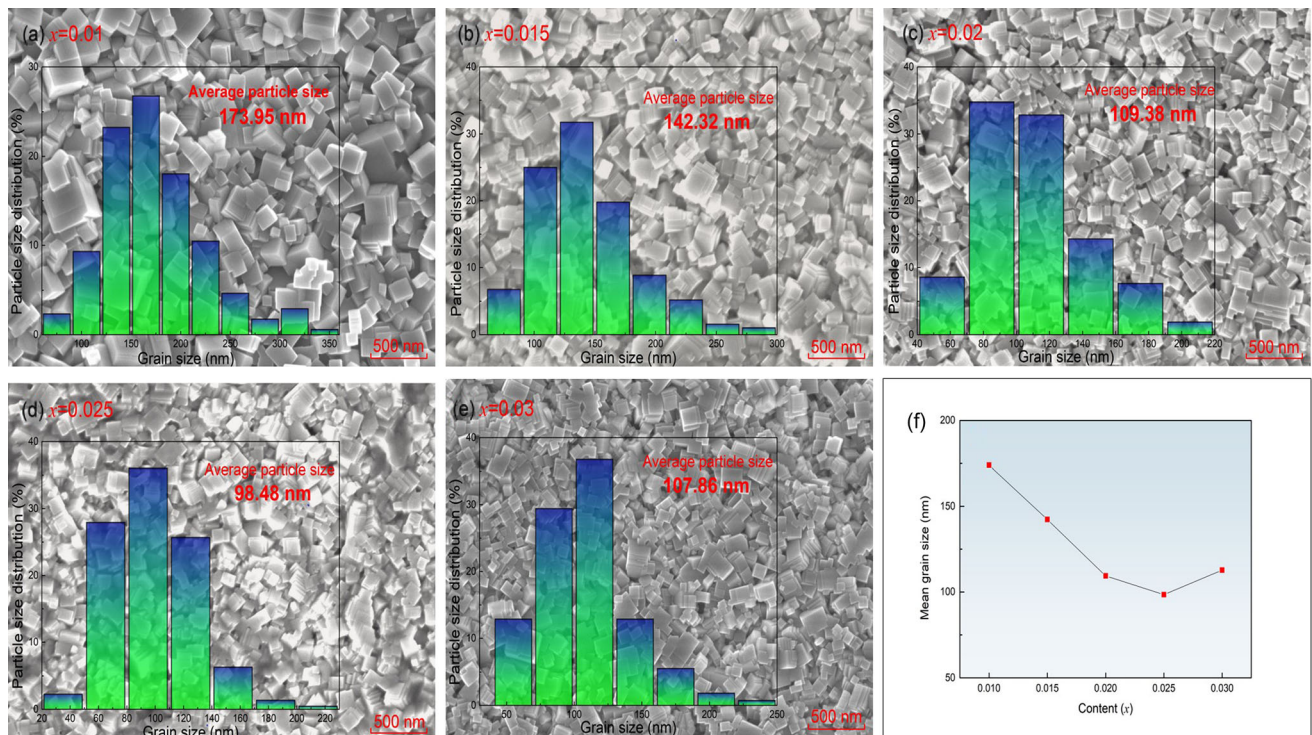 (a) x=0.01
30
20
10
0
Particle size distribution (%)
Average particle size
173.95 nm
100 150 200 250 300 350
Grain size (nm)
500 nm
(b) x=0.015
40
30
20
10
0
Particle size distribution (%)
Average particle size
142.32 nm
100 150 200 250 300
Grain size (nm)
500 nm
(c) x=0.02
40
30
20
10
0
Particle size distribution (%)
Average particle size
109.38 nm
40 60 80 100 120 140 160 180 200 220
Grain size (nm)
500 nm
(d) x=0.025
40
30
20
10
0
Particle size distribution (%)
Average particle size
98.48 nm
20 40 60 80 100 120 140 160 180 200 220
Grain size (nm)
500 nm
(e) x=0.03
40
30
20
10
0
Particle size distribution (%)
Average particle size
107.86 nm
50 100 150 200 250
Grain size (nm)
500 nm
(f)
200
150
100
50
Mean grain size (nm)
0.010 0.015 0.020 0.025 0.030
Content (x)